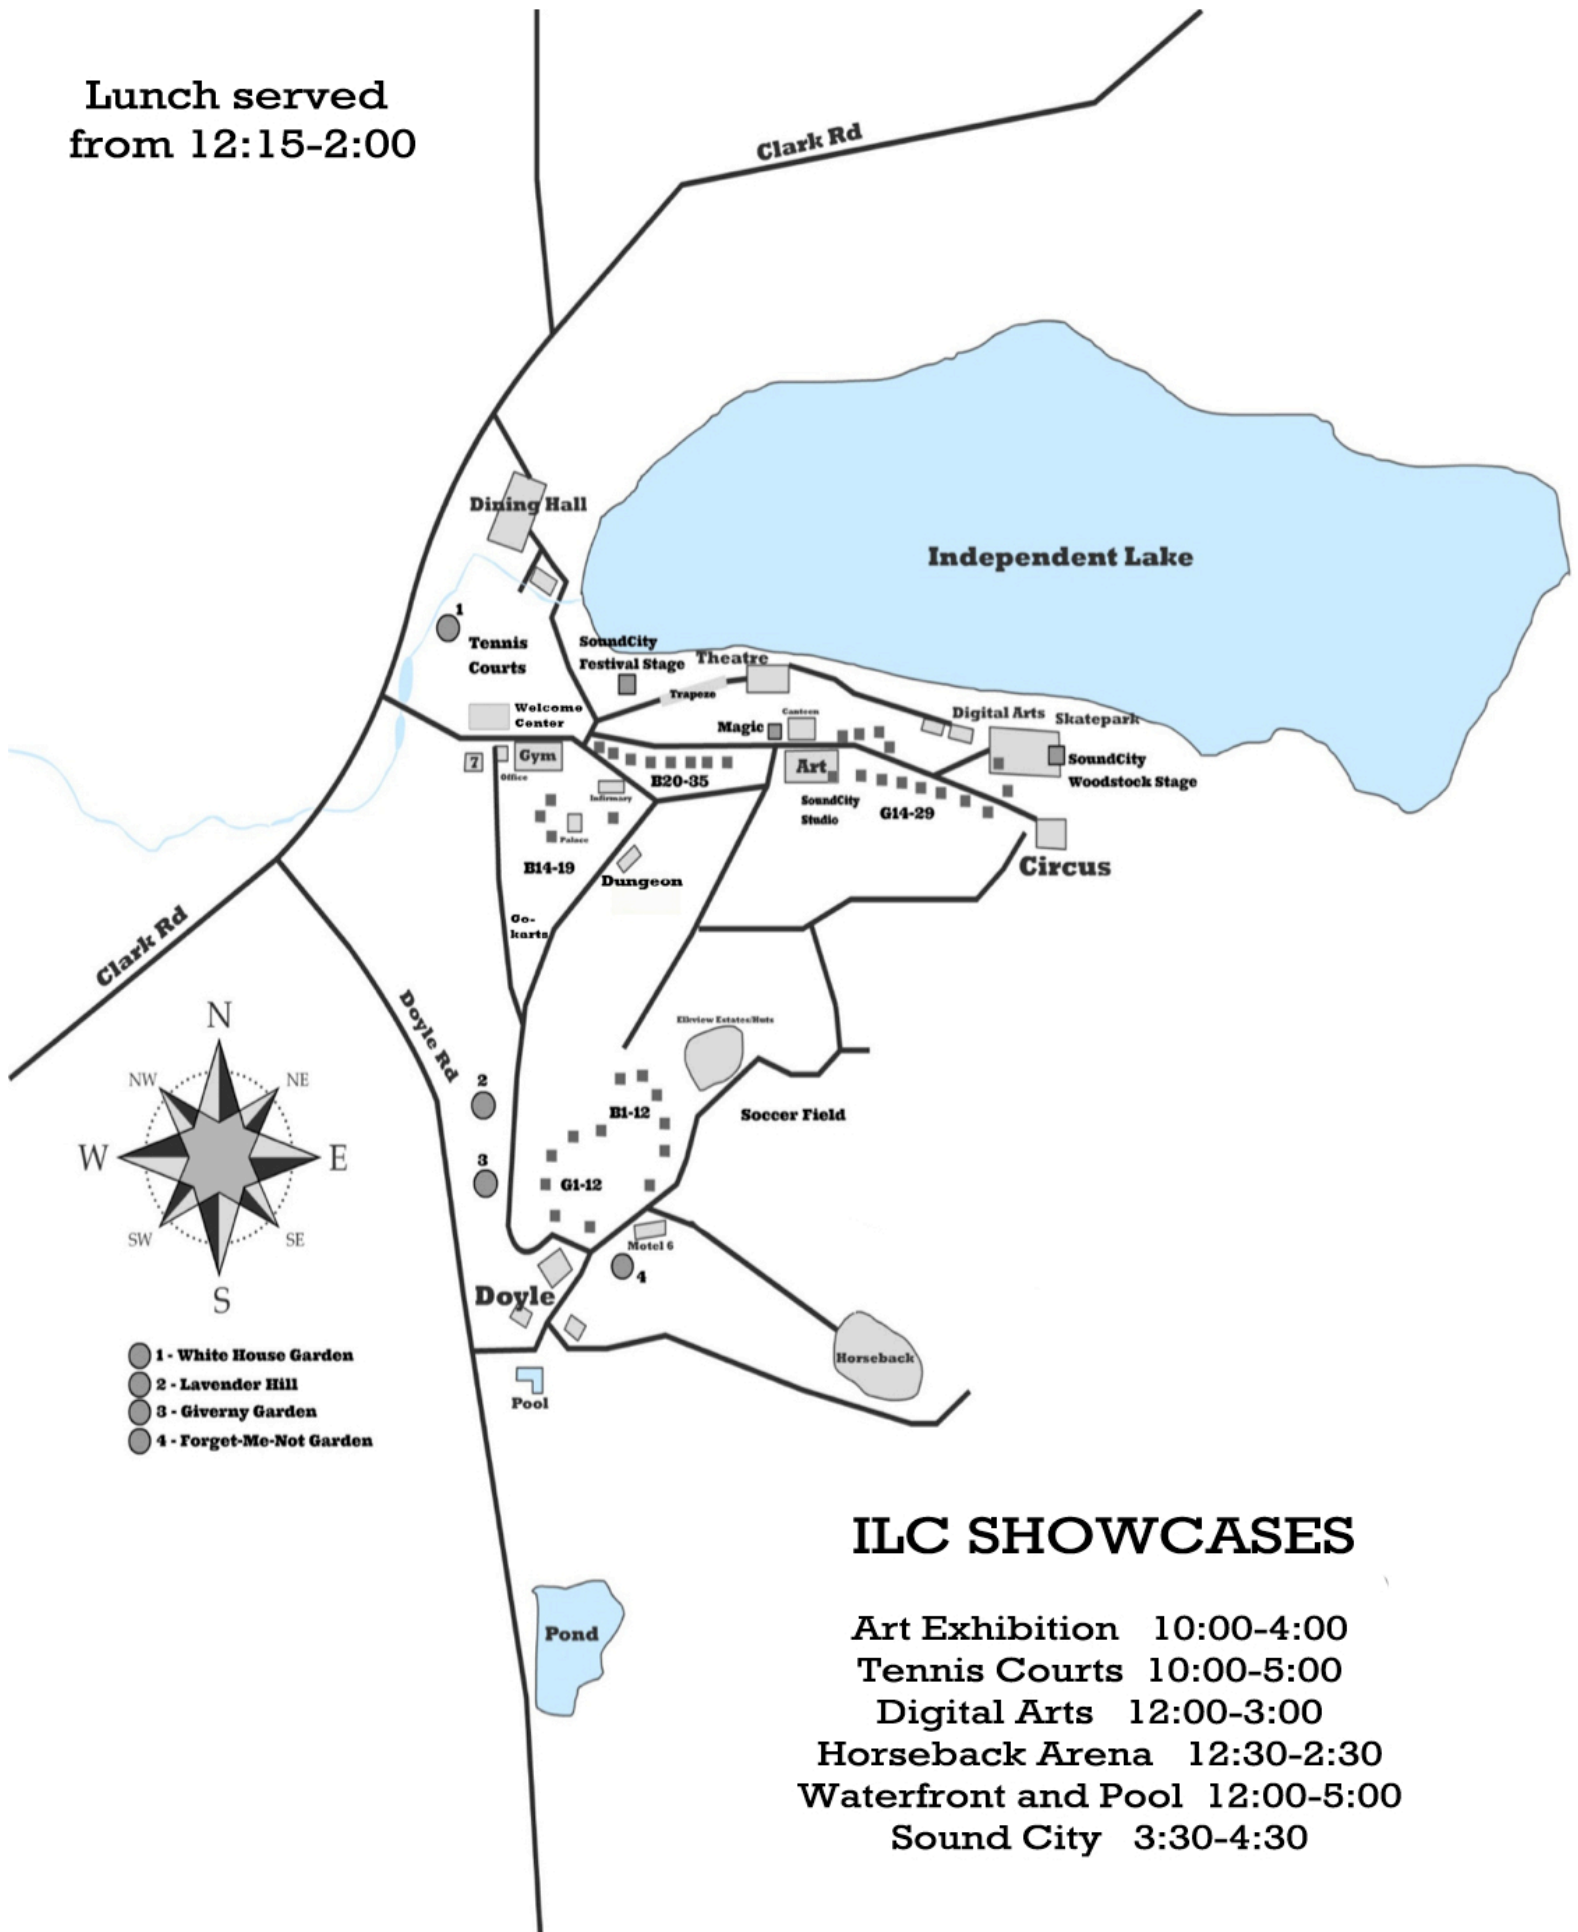 Lunch served
from 12:15-2:00
Clark Rd
Dining Hall
Independent Lake
1
Tennis
Courts
SoundCity
Festival Stage
Theatre
Trapeze
Welcome
Center
Magic
Canteen
Digital Arts
Skatepark
7
Office
Gym
Infirmary
B20-35
Art
SoundCity
Woodstock Stage
SoundCity
Studio
G14-29
Palace
B14-19
Dungeon
Circus
Go-
karts
Clark Rd
Doyle Rd
N
NW
NE
W
E
SW
SE
S
Elkview Estates/Huts
2
B1-12
Soccer Field
3
G1-12
Motel 6
4
Doyle
Horseback
Pool
1 - White House Garden
2 - Lavender Hill
3 - Giverny Garden
4 - Forget-Me-Not Garden
Pond
ILC SHOWCASES
Art Exhibition 10:00-4:00
Tennis Courts 10:00-5:00
Digital Arts 12:00-3:00
Horseback Arena 12:30-2:30
Waterfront and Pool 12:00-5:00
Sound City 3:30-4:30